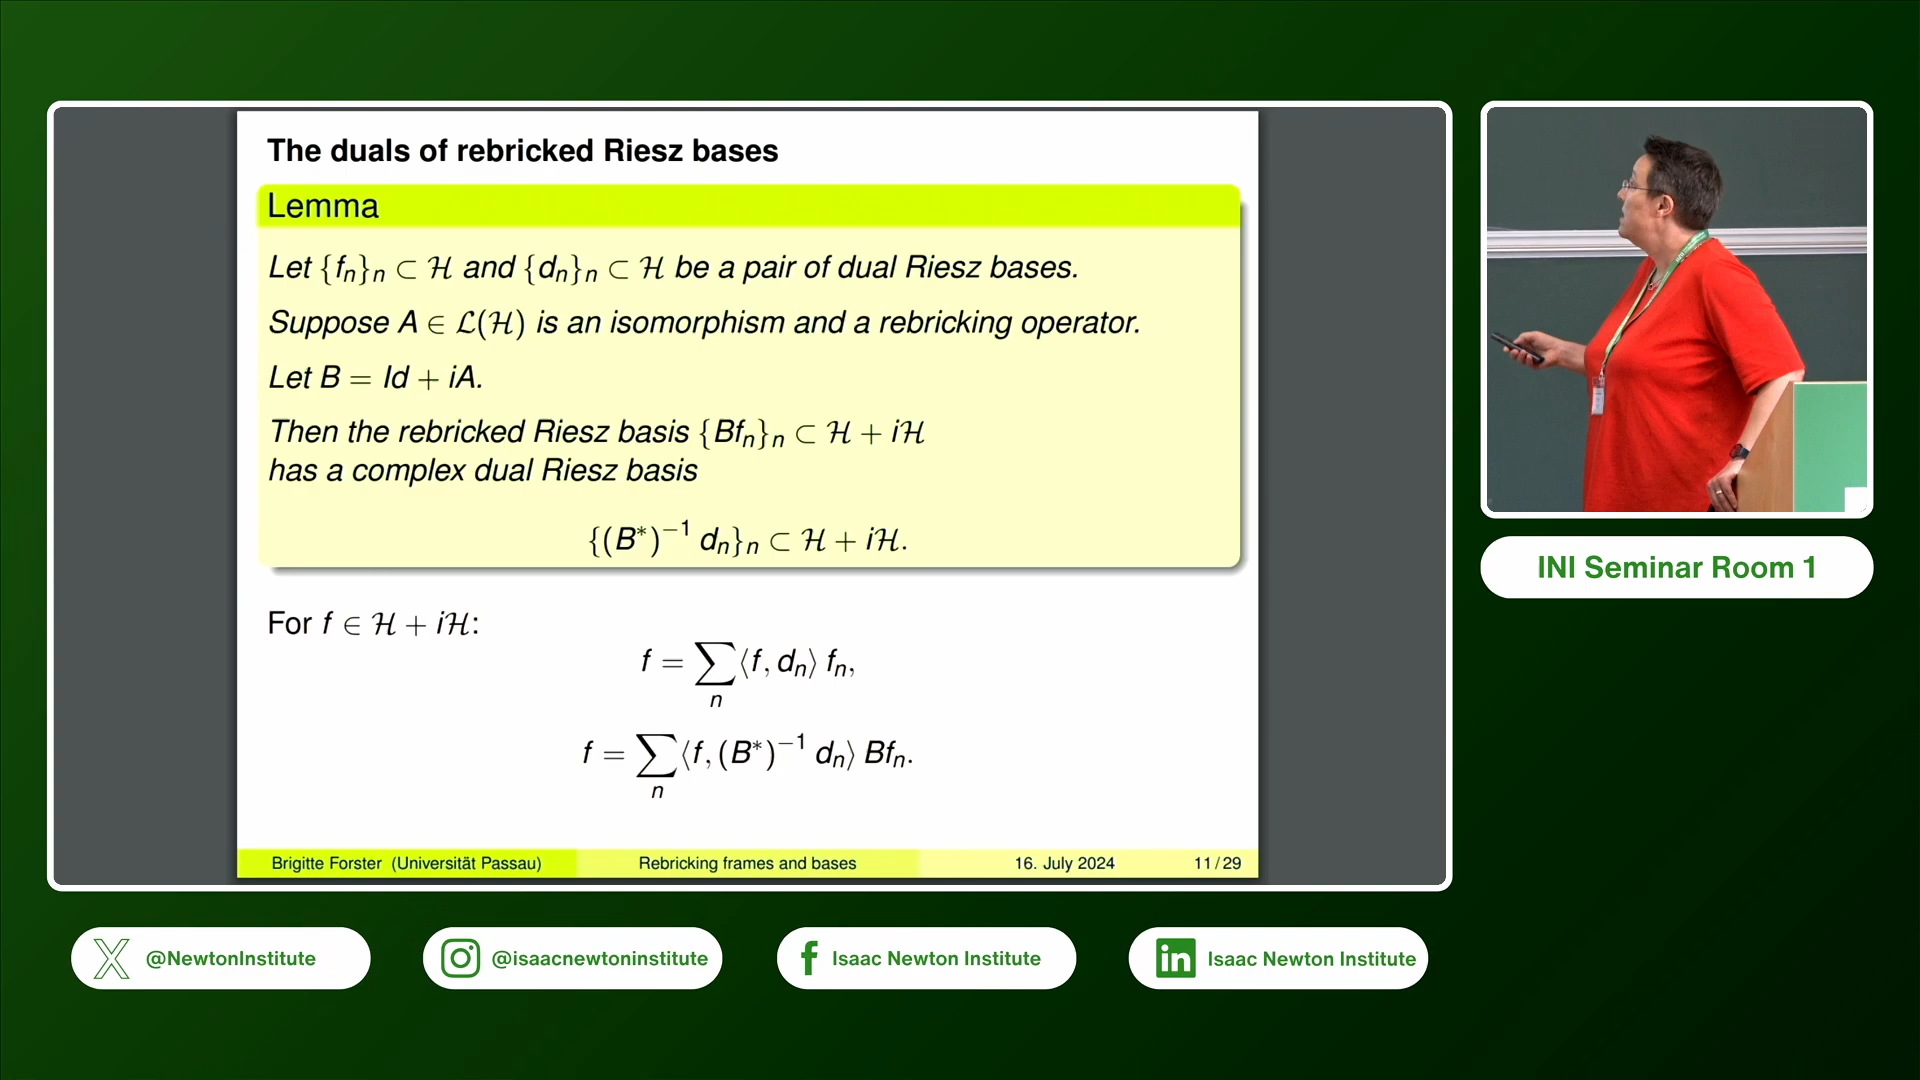 The duals of rebricked Riesz bases
Lemma
Let {fₙ}ₙ ⊂ ℋ and {dₙ}ₙ ⊂ ℋ be a pair of dual Riesz bases.
Suppose A ∈ ℒ(ℋ) is an isomorphism and a rebricking operator.
Let B = Id + iA.
Then the rebricked Riesz basis {Bfₙ}ₙ ⊂ ℋ + iℋ
has a complex dual Riesz basis
{(B*)⁻¹ dₙ}ₙ ⊂ ℋ + iℋ.
For f ∈ ℋ + iℋ:
f = ∑ₙ ⟨f, dₙ⟩ fₙ,
f = ∑ₙ ⟨f, (B*)⁻¹ dₙ⟩ Bfₙ.
Brigitte Forster (Universität Passau) Rebricking frames and bases 16. July 2024 11/29
INI Seminar Room 1
@NewtonInstitute @isaacnewtoninstitute Isaac Newton Institute Isaac Newton Institute